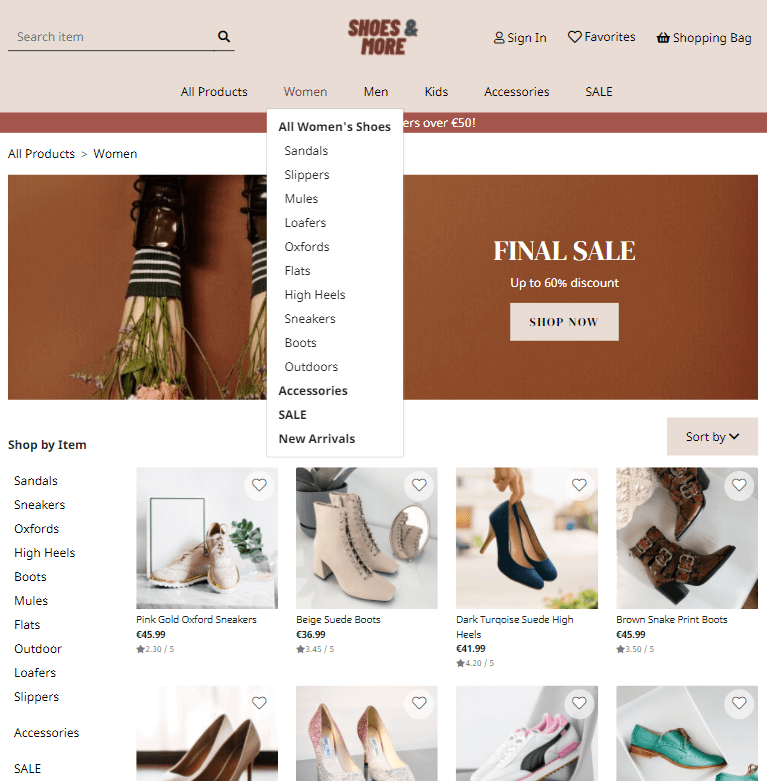 Search item
SHOES &
MORE
Sign In
Favorites
Shopping Bag
All Products
Women
Men
Kids
Accessories
SALE
over €50!
All Products > Women
All Women's Shoes
Sandals
Slippers
Mules
Loafers
Oxfords
Flats
High Heels
Sneakers
Boots
Outdoors
Accessories
SALE
New Arrivals
FINAL SALE
Up to 60% discount
SHOP NOW
Shop by Item
Sort by
Sandals
Sneakers
Oxfords
High Heels
Boots
Mules
Flats
Outdoor
Loafers
Slippers
Accessories
SALE
Pink Gold Oxford Sneakers
€45.99
2.30 / 5
Beige Suede Boots
€36.99
3.45 / 5
Dark Turqoise Suede High
Heels
€41.99
4.20 / 5
Brown Snake Print Boots
€45.99
3.50 / 5